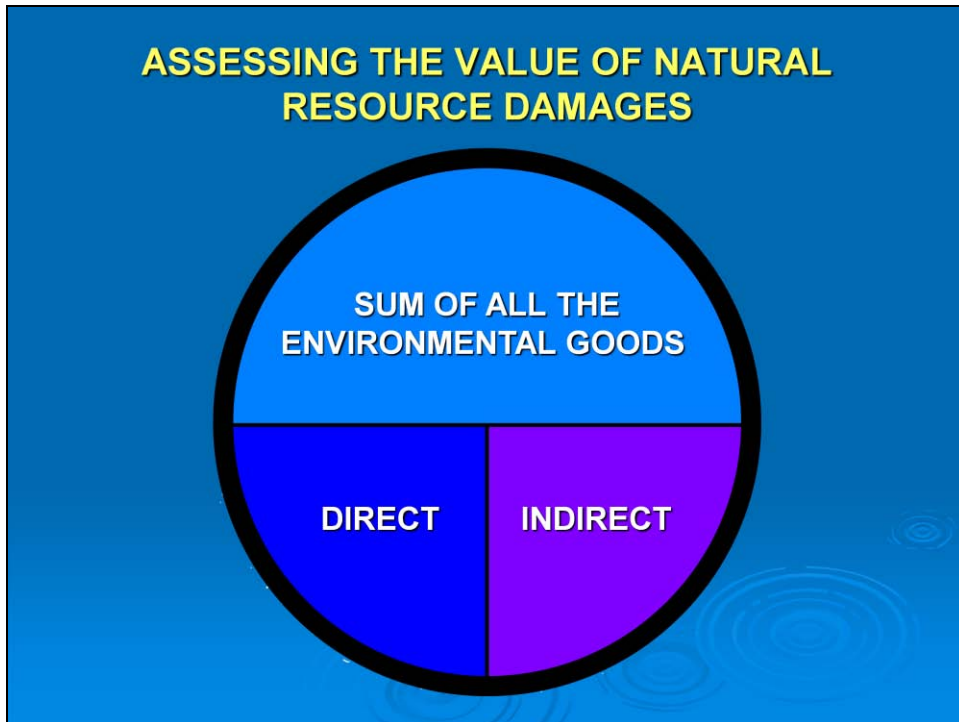 ASSESSING THE VALUE OF NATURAL
RESOURCE DAMAGES
SUM OF ALL THE
ENVIRONMENTAL GOODS
DIRECT
INDIRECT